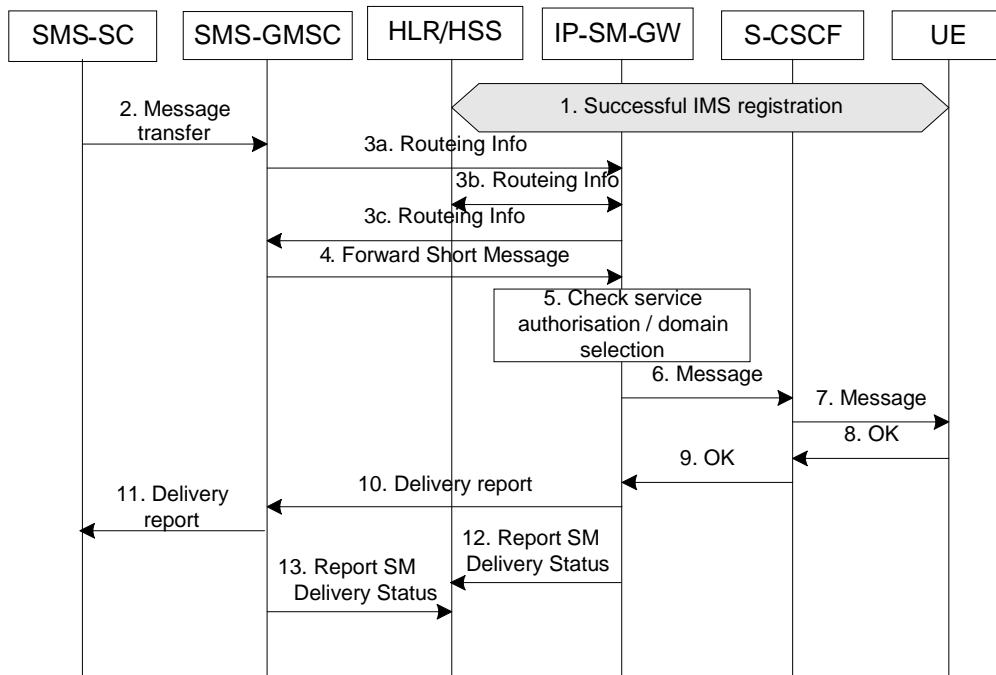 SMS-SC
SMS-GMSC
HLR/HSS
IP-SM-GW
S-CSCF
UE
1. Successful IMS registration
2. Message
transfer
3a. Routeing Info
3b. Routeing Info
3c. Routeing Info
4. Forward Short Message
5. Check service
authorisation / domain
selection
6. Message
7. Message
8. OK
9. OK
10. Delivery report
11. Delivery
report
12. Report SM
Delivery Status
13. Report SM
Delivery Status